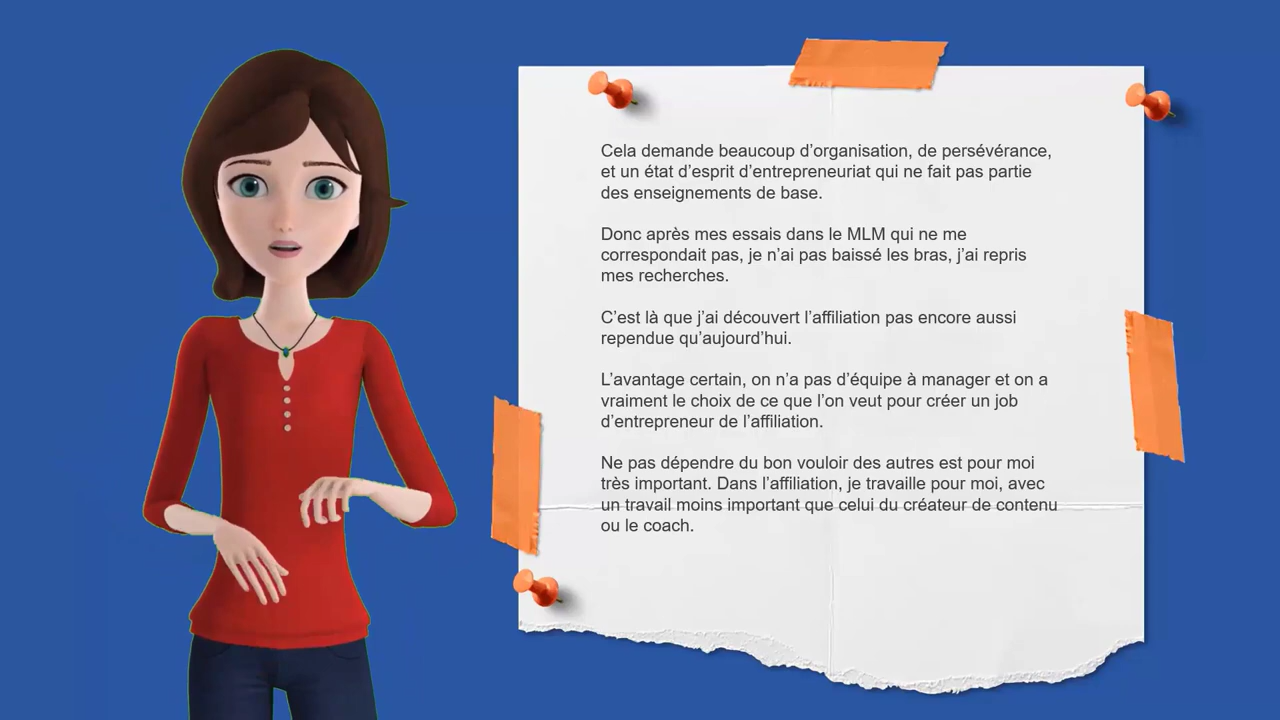 Cela demande beaucoup d’organisation, de persévérance,
et un état d’esprit d’entrepreneuriat qui ne fait pas partie
des enseignements de base.
Donc après mes essais dans le MLM qui ne me
correspondait pas, je n’ai pas baissé les bras, j’ai repris
mes recherches.
C’est là que j’ai découvert l’affiliation pas encore aussi
rependue qu’aujourd’hui.
L’avantage certain, on n’a pas d’équipe à manager et on a
vraiment le choix de ce que l’on veut pour créer un job
d’entrepreneur de l’affiliation.
Ne pas dépendre du bon vouloir des autres est pour moi
très important. Dans l’affiliation, je travaille pour moi, avec
un travail moins important que celui du créateur de contenu
ou le coach.